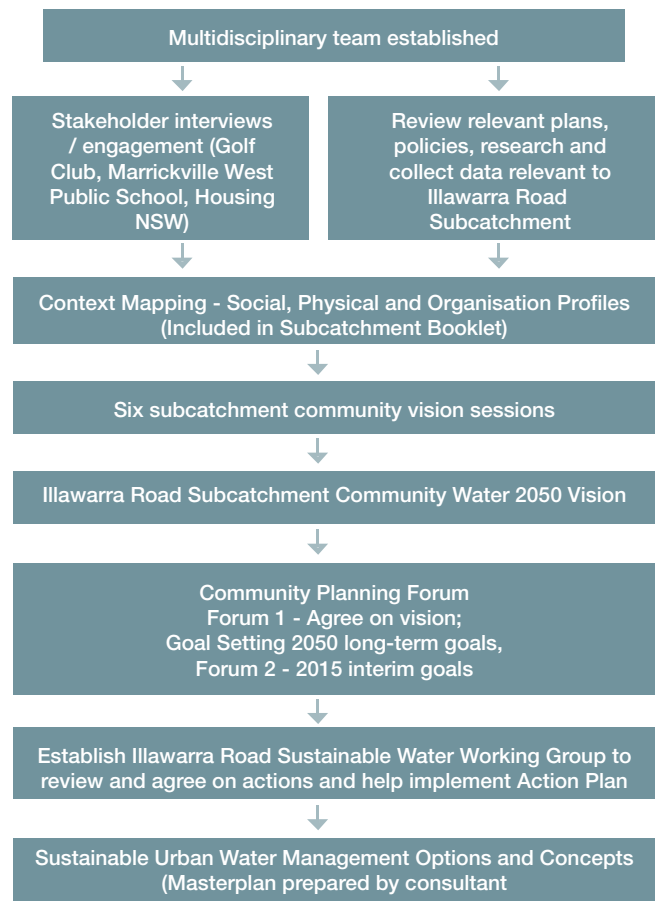 Multidisciplinary team established
Stakeholder interviews
/ engagement (Golf
Club, Marrickville West
Public School, Housing
NSW)
Review relevant plans,
policies, research and
collect data relevant to
Illawarra Road
Subcatchment
Context Mapping - Social, Physical and Organisation Profiles
(Included in Subcatchment Booklet)
Six subcatchment community vision sessions
Illawarra Road Subcatchment Community Water 2050 Vision
Community Planning Forum
Forum 1 - Agree on vision;
Goal Setting 2050 long-term goals,
Forum 2 - 2015 interim goals
Establish Illawarra Road Sustainable Water Working Group to
review and agree on actions and help implement Action Plan
Sustainable Urban Water Management Options and Concepts
(Masterplan prepared by consultant